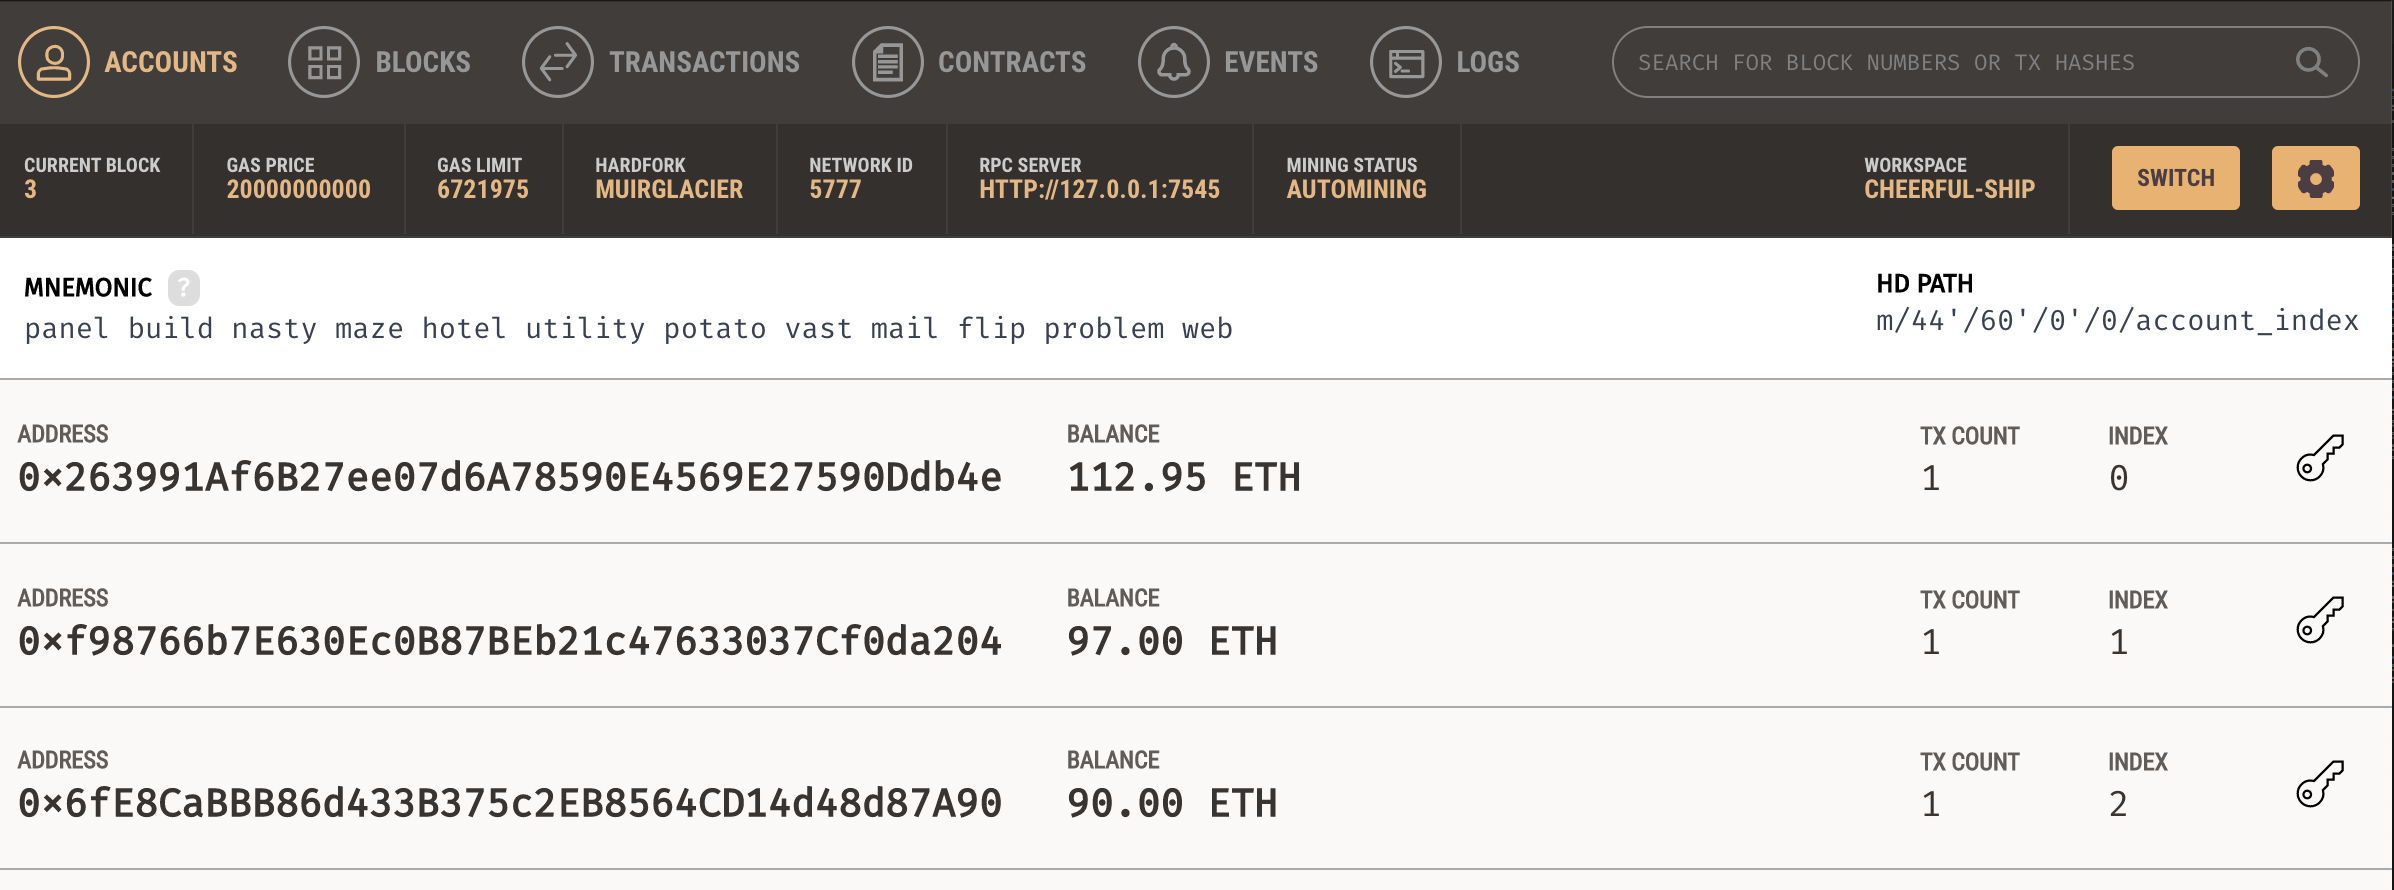 ACCOUNTS BLOCKS TRANSACTIONS CONTRACTS EVENTS LOGS SEARCH FOR BLOCK NUMBERS OR TX HASHES
CURRENT BLOCK GAS PRICE GAS LIMIT HARDFORK NETWORK ID RPC SERVER MINING STATUS WORKSPACE
3 20000000000 6721975 MUIRGLACIER 5777 HTTP://127.0.0.1:7545 AUTOMINING CHEERFUL-SHIP SWITCH
MNEMONIC ? HD PATH
panel build nasty maze hotel utility potato vast mail flip problem web m/44'/60'/0'/0/account_index
ADDRESS BALANCE TX COUNT INDEX
0×263991Af6B27ee07d6A78590E4569E27590Ddb4e 112.95 ETH 1 0
ADDRESS BALANCE TX COUNT INDEX
0×f98766b7E630Ec0B87BEb21c47633037Cf0da204 97.00 ETH 1 1
ADDRESS BALANCE TX COUNT INDEX
0×6fE8CaBBB86d433B375c2EB8564CD14d48d87A90 90.00 ETH 1 2